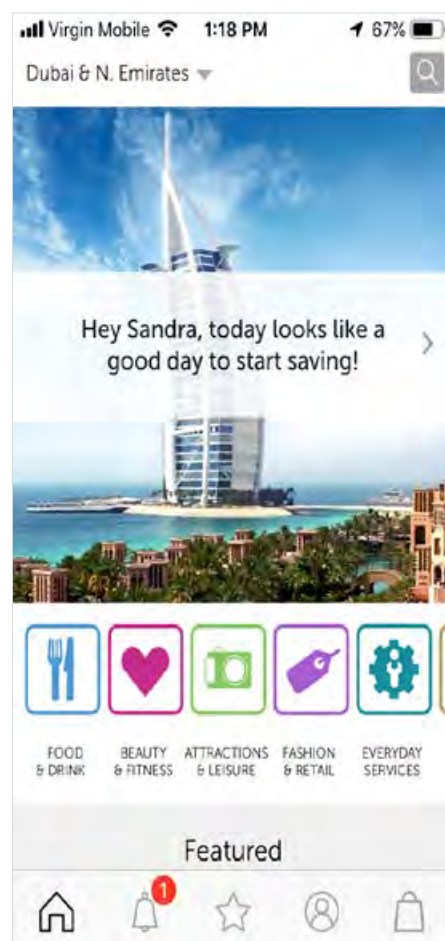 Virgin Mobile 1:18 PM 67%
Dubai & N. Emirates
Hey Sandra, today looks like a
good day to start saving!
FOOD
& DRINK
BEAUTY
& FITNESS
ATTRACTIONS
& LEISURE
FASHION
& RETAIL
EVERYDAY
SERVICES
Featured
1